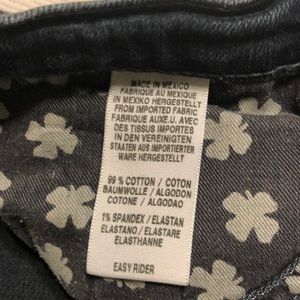 MADE IN MEXICO
FABRIQUE AU MEXIQUE
IN MEXIKO HERGESTELLT
FROM IMPORTED FABRIC
FABRIQUE AUX E.U. AVEC
DES TISSUS IMPORTES
IN DEN VEREINIGTEN
STAATEN AUS IMPORTIERTER
WARE HERGESTELLT
99 % COTTON / COTON
BAUMWOLLE / ALGODON
COTONE / ALGODAO
1% SPANDEX / ELASTAN
ELASTANO / ELASTARE
ELASTHANNE
EASY RIDER